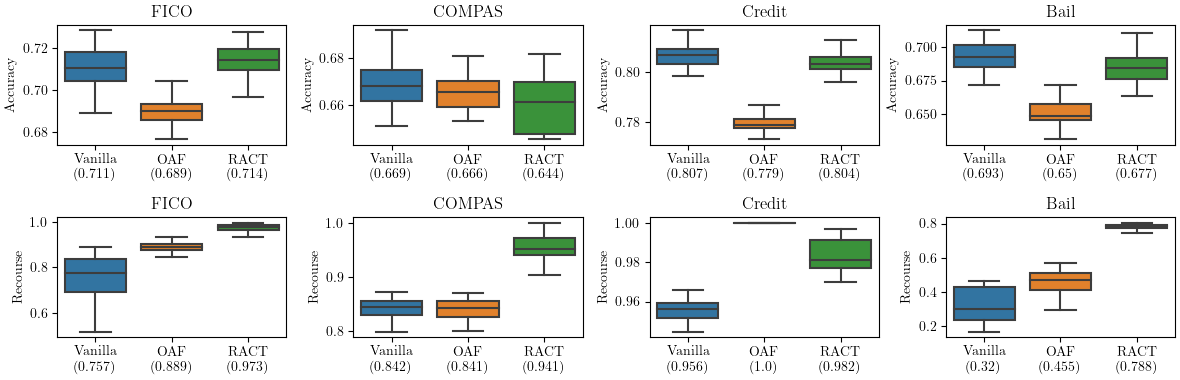 FICO COMPAS Credit Bail
Accuracy Accuracy Accuracy Accuracy
0.72 0.68 0.80 0.700
0.70 0.66 0.78 0.675
0.68 0.650
Vanilla OAF RACT Vanilla OAF RACT Vanilla OAF RACT Vanilla OAF RACT
(0.711) (0.689) (0.714) (0.669) (0.666) (0.644) (0.807) (0.779) (0.804) (0.693) (0.65) (0.677)
FICO COMPAS Credit Bail
Recourse Recourse Recourse Recourse
1.0 1.0 1.00 0.8
0.8 0.9 0.98 0.6
0.6 0.8 0.96 0.4
0.2
Vanilla OAF RACT Vanilla OAF RACT Vanilla OAF RACT Vanilla OAF RACT
(0.757) (0.889) (0.973) (0.842) (0.841) (0.941) (0.956) (1.0) (0.982) (0.32) (0.455) (0.788)